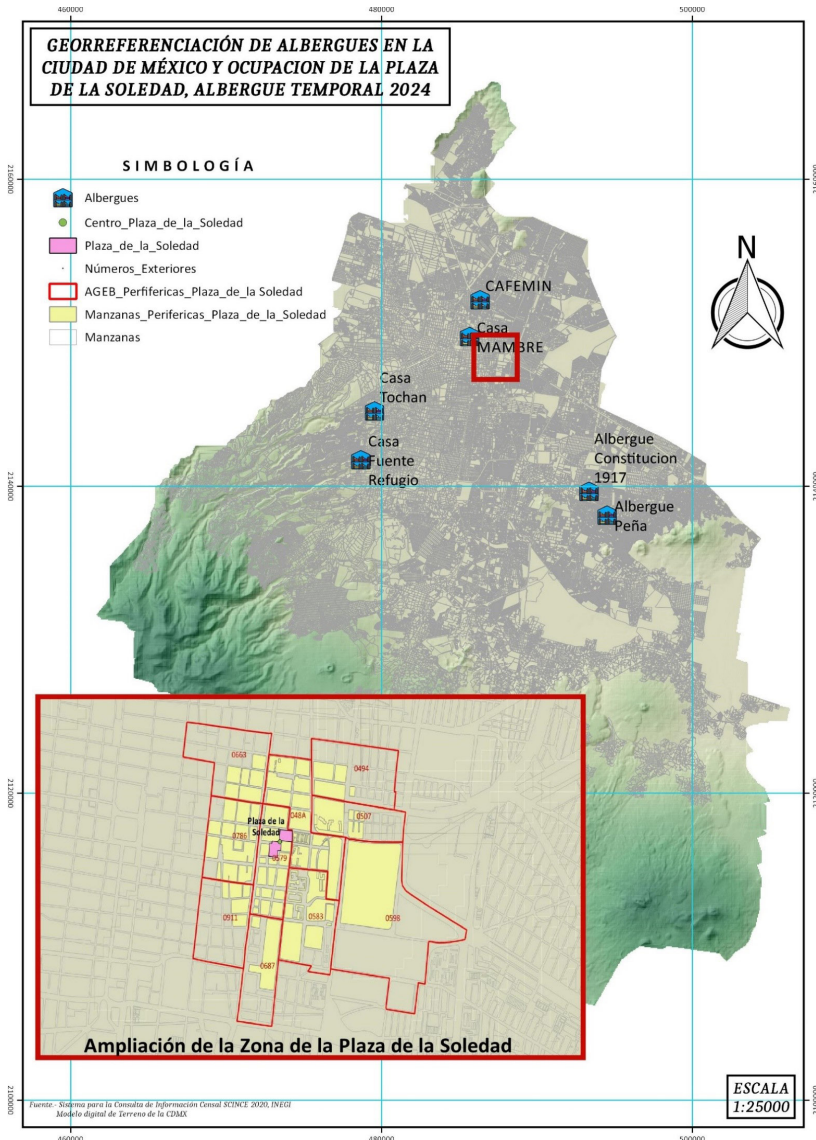 460000
480000
500000
GEORREFERENCIACIÓN DE ALBERGUES EN LA
CIUDAD DE MÉXICO Y OCUPACION DE LA PLAZA
DE LA SOLEDAD, ALBERGUE TEMPORAL 2024
2160000
SIMBOLOGÍA
Albergues
Centro_Plaza_de_la_Soledad
Plaza_de_la_Soledad
Números_Exteriores
AGEB_Perfifericas_Plaza_de_la Soledad
Manzanas_Perifericas_Plaza_de_la_Soledad
Manzanas
N
CAFEMIN
Casa
MAMBRE
Casa
Tochan
Casa
Fuente
Refugio
Albergue
Constitucion
1917
Albergue
Peña
2140000
2120000
0663
0494
048A
0507
Plaza de la
Soledad
0786
0579
0911
0583
0598
0687
Ampliación de la Zona de la Plaza de la Soledad
2100000
Fuente.- Sistema para la Consulta de Información Censal SCINCE 2020, INEGI
Modelo digital de Terreno de la CDMX
ESCALA
1:25000
460000
480000
500000